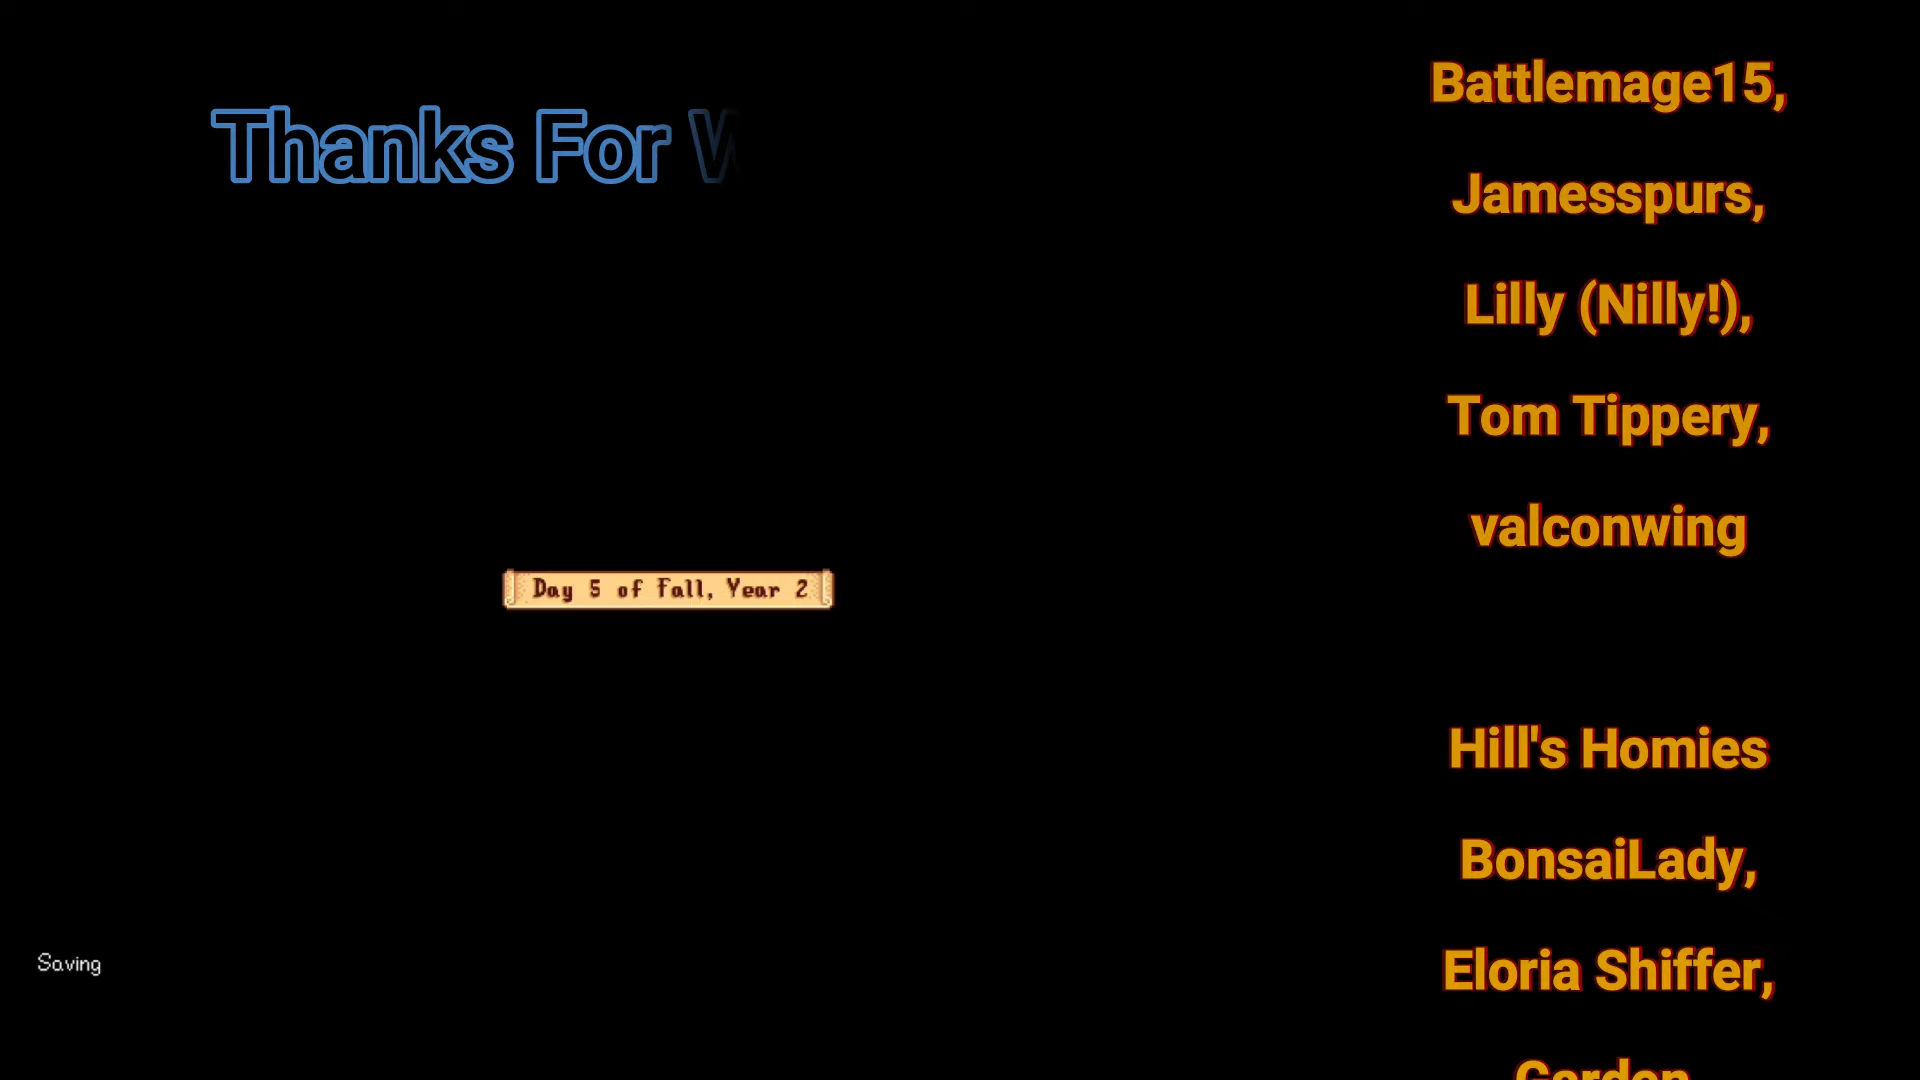 Thanks For W
Battlemage15,
Jamesspurs,
Lilly (Nilly!),
Tom Tippery,
valconwing
Day 5 of Fall, Year 2
Hill's Homies
BonsaiLady,
Eloria Shiffer,
Saving
Garden